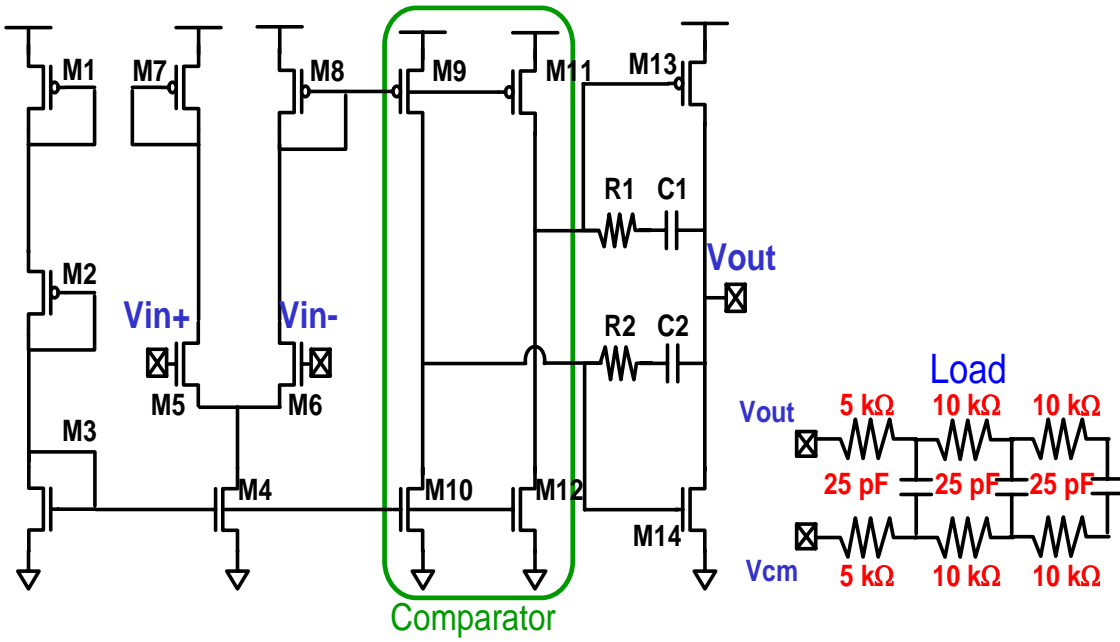 M1
M7
M8
M9
M11
M13
R1
C1
M2
Vout
Vin+
Vin-
R2
C2
M5
M6
M3
M4
M10
M12
M14
Comparator
Load
Vout
5 kΩ
10 kΩ
10 kΩ
25 pF
25 pF
25 pF
Vcm
5 kΩ
10 kΩ
10 kΩ